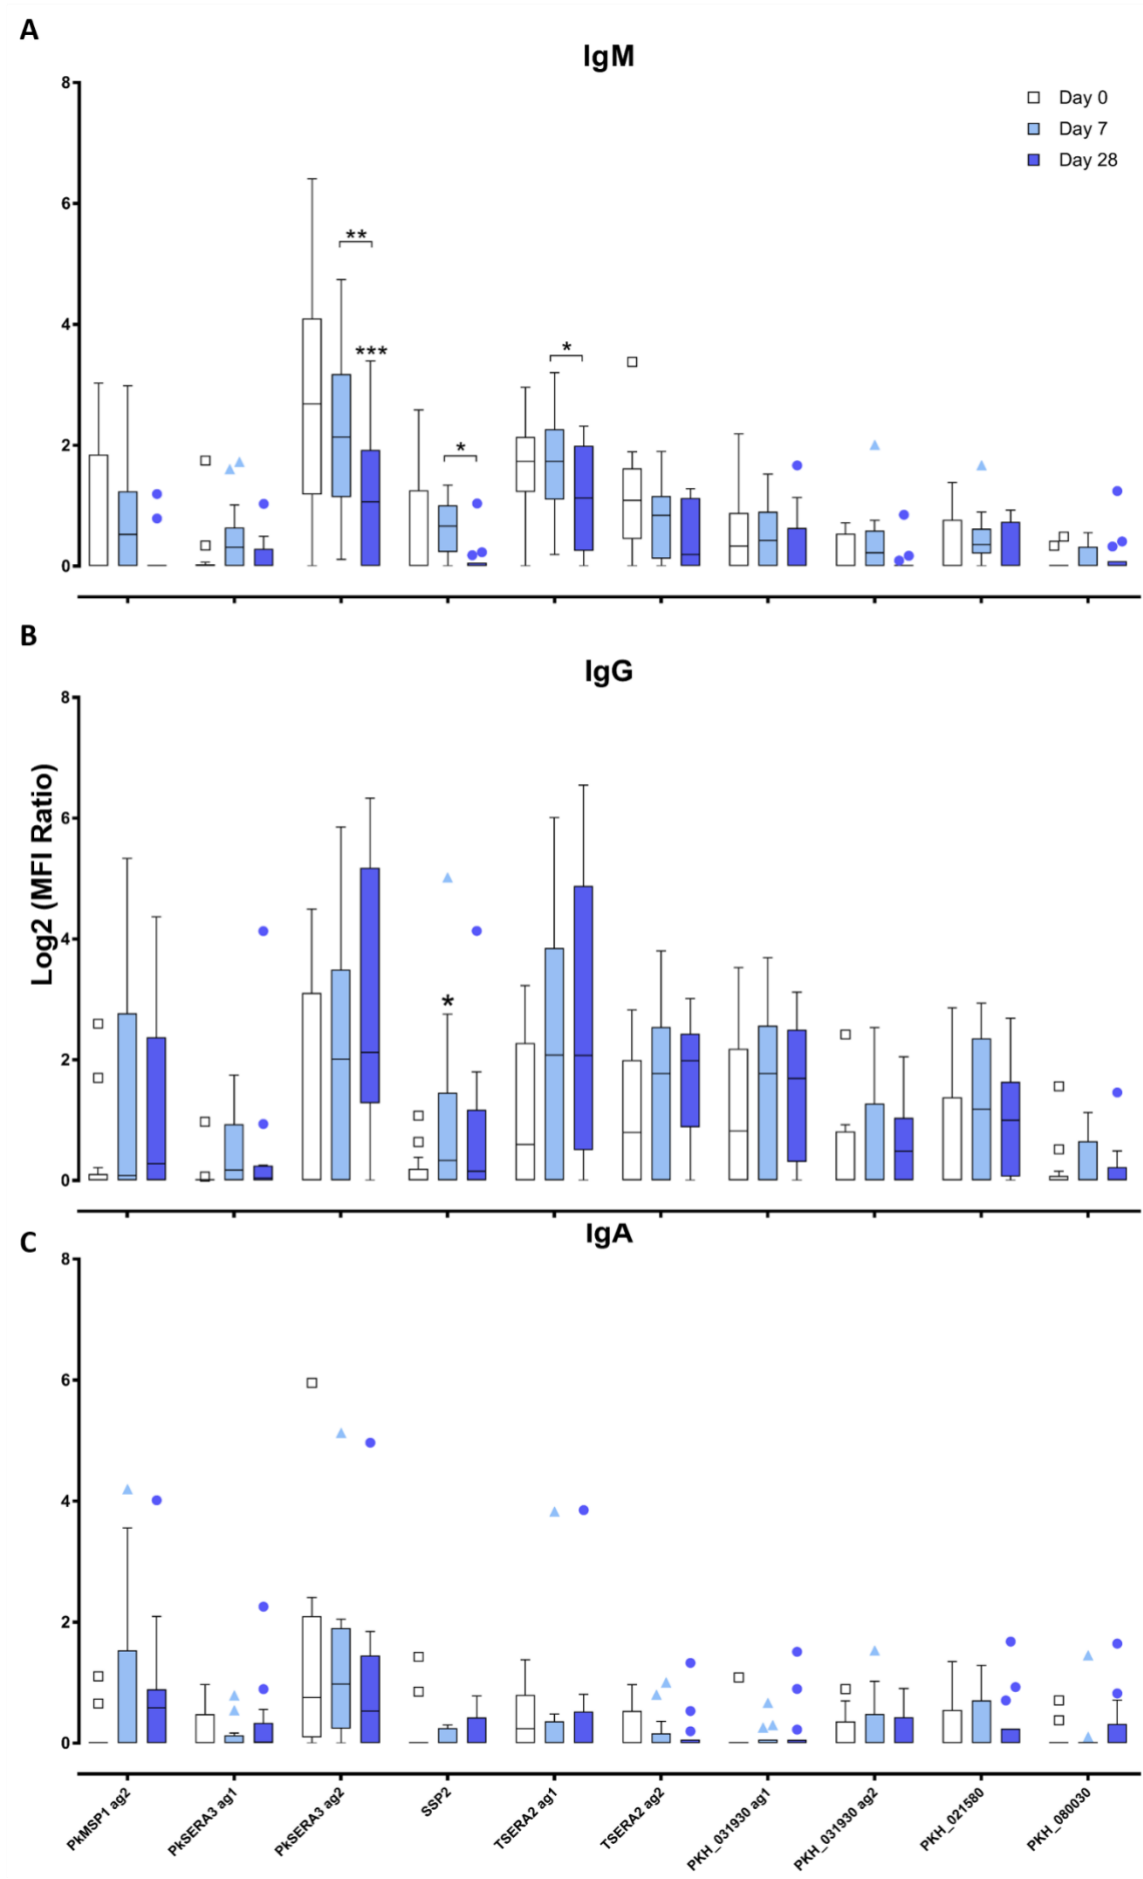 A
IgM
8
6
4
2
0
Day 0
Day 7
Day 28
**
***
*
*
B
IgG
Log2 (MFI Ratio)
8
6
4
2
0
*
C
IgA
8
6
4
2
0
PkMSP1 ag2
PkSERA3 ag1
PkSERA3 ag2
SSP2
TSERA2 ag1
TSERA2 ag2
PKH_031930 ag1
PKH_031930 ag2
PKH_021580
PKH_080030